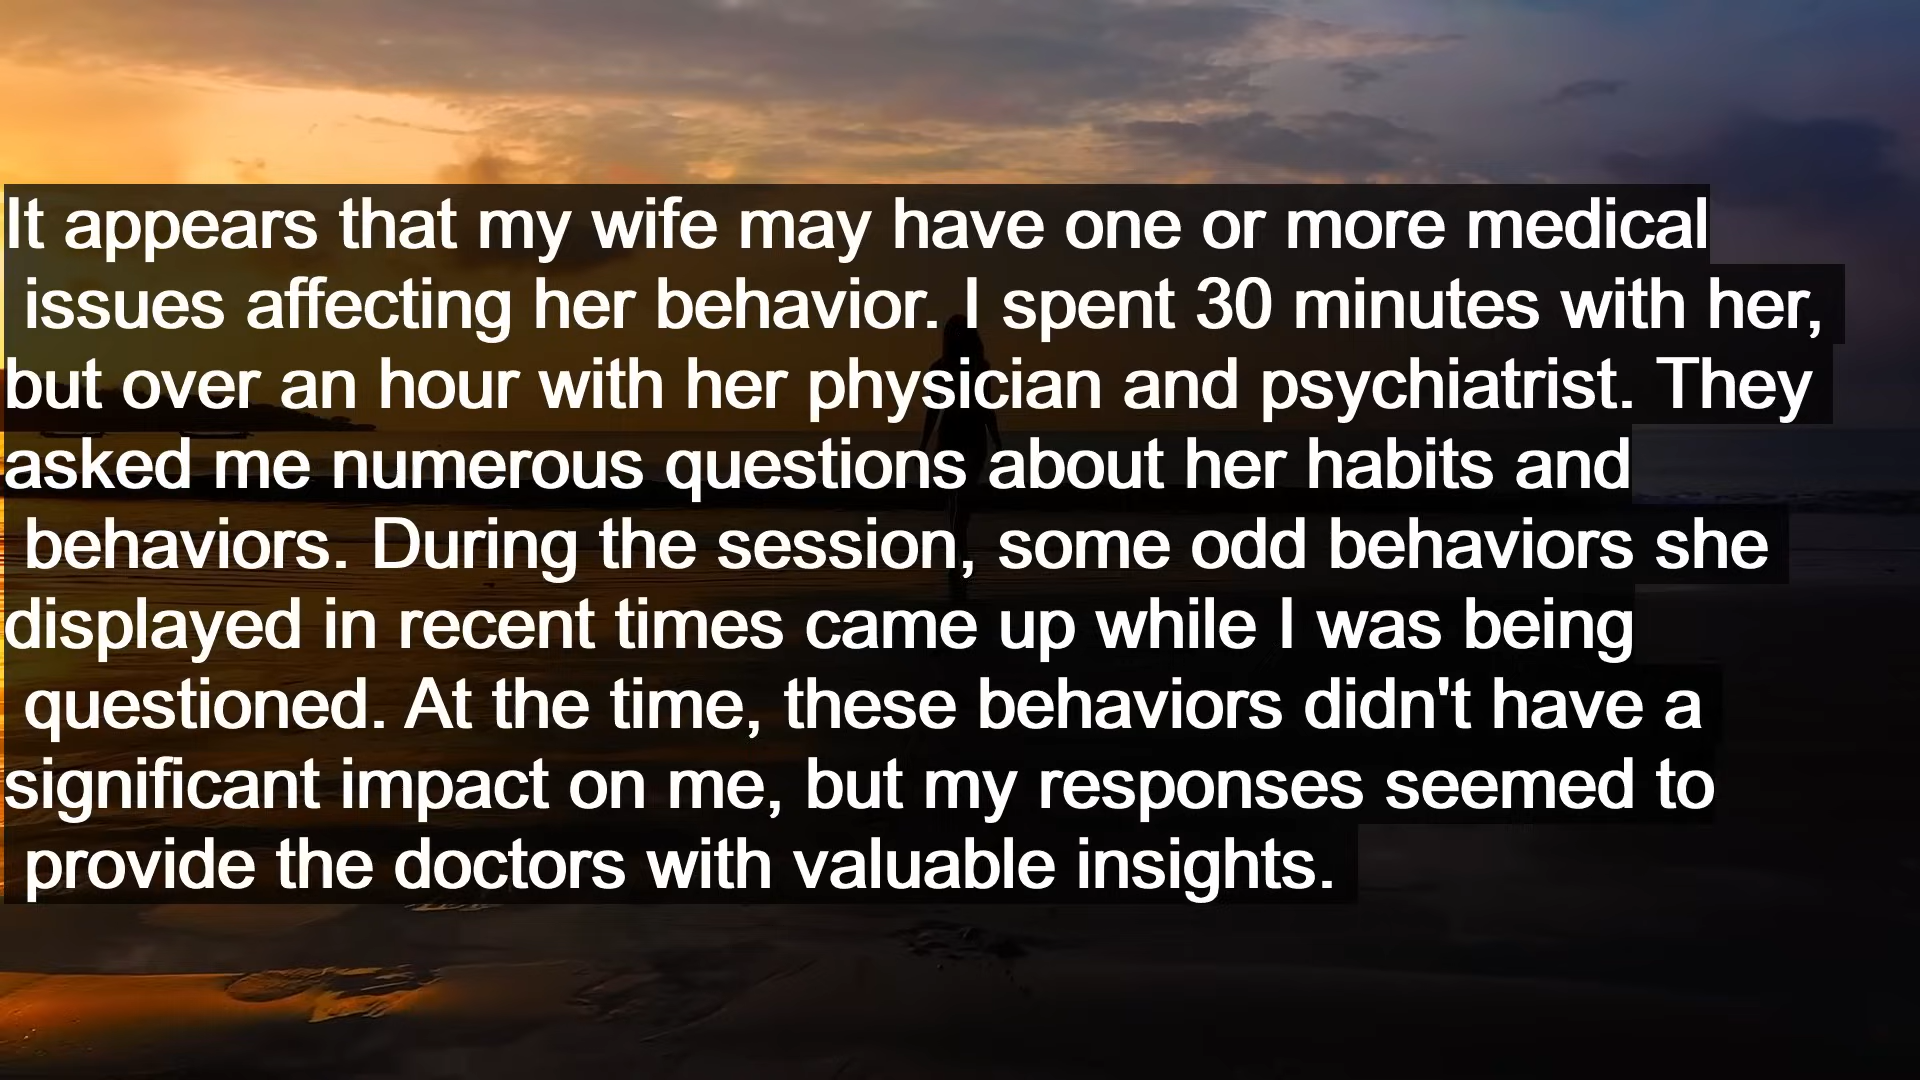 It appears that my wife may have one or more medical
issues affecting her behavior. I spent 30 minutes with her,
but over an hour with her physician and psychiatrist. They
asked me numerous questions about her habits and
behaviors. During the session, some odd behaviors she
displayed in recent times came up while I was being
questioned. At the time, these behaviors didn't have a
significant impact on me, but my responses seemed to
provide the doctors with valuable insights.